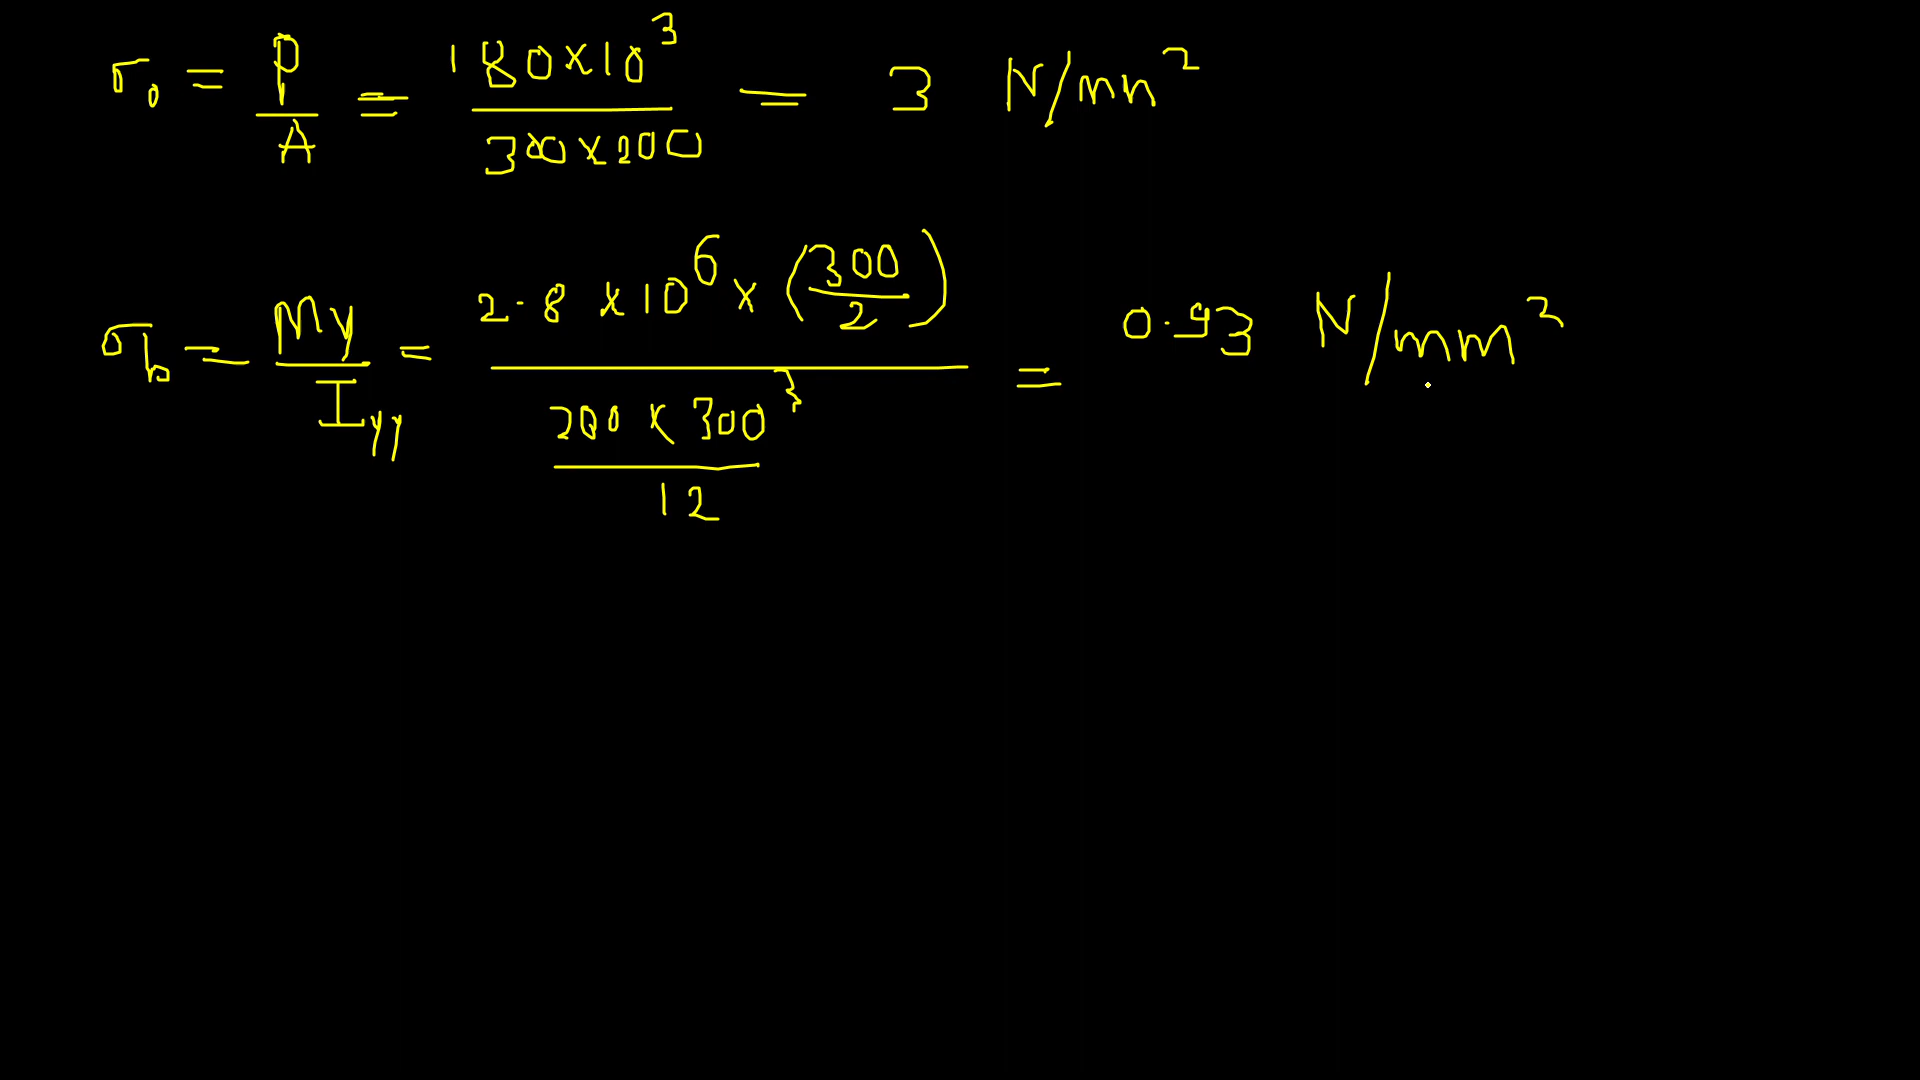 σ₀ = P/A = 180×10³ / 300×200 = 3 N/mm²
σb = My/Iyy = 2.8 ×10⁶ × (300/2) / (200 × 300³ / 12) = 0.93 N/mm²